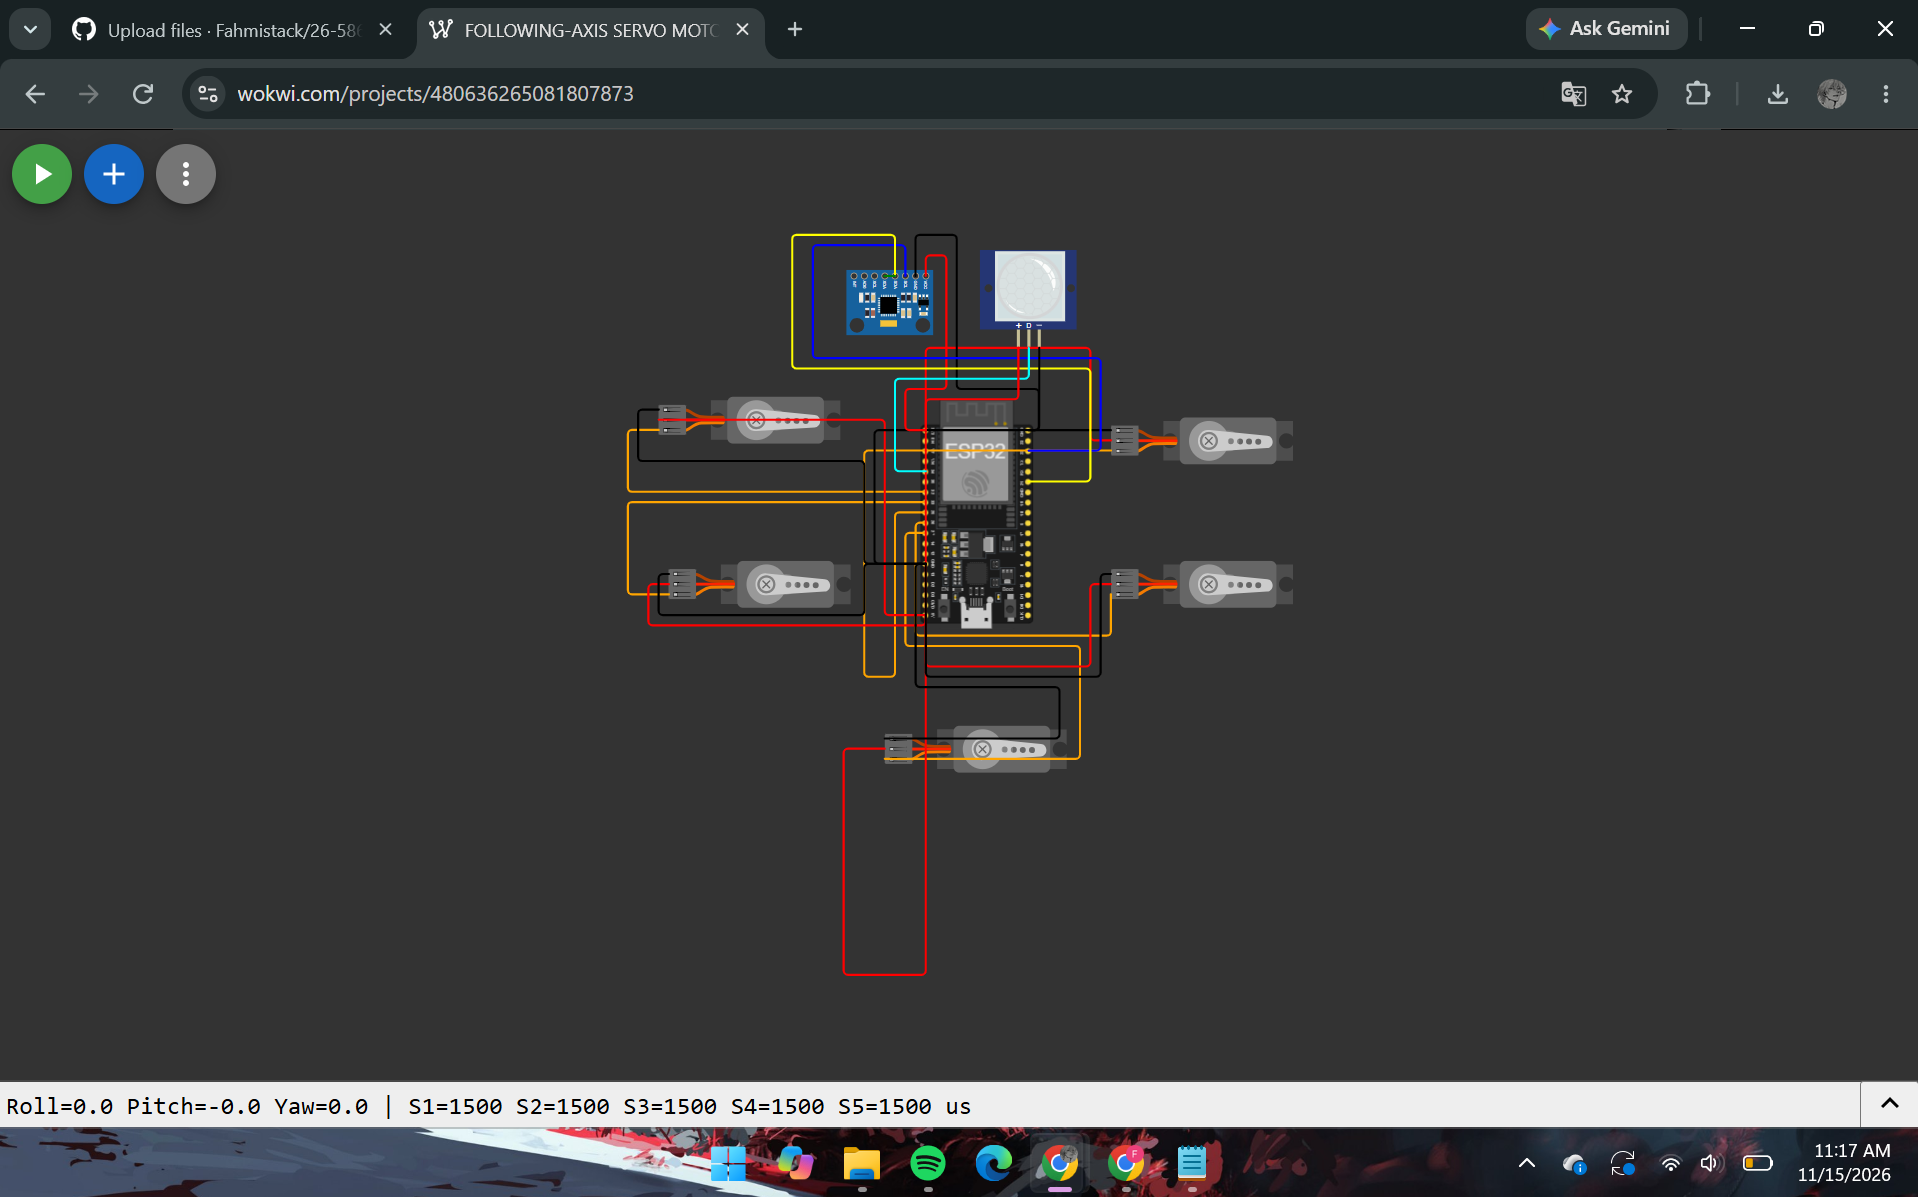 Upload files · Fahmistack/26-586
FOLLOWING-AXIS SERVO MOTO
Ask Gemini
wokwi.com/projects/480636265081807873
+ D −
ESP32
Roll=0.0 Pitch=-0.0 Yaw=0.0 | S1=1500 S2=1500 S3=1500 S4=1500 S5=1500 us
11:17 AM
11/15/2026